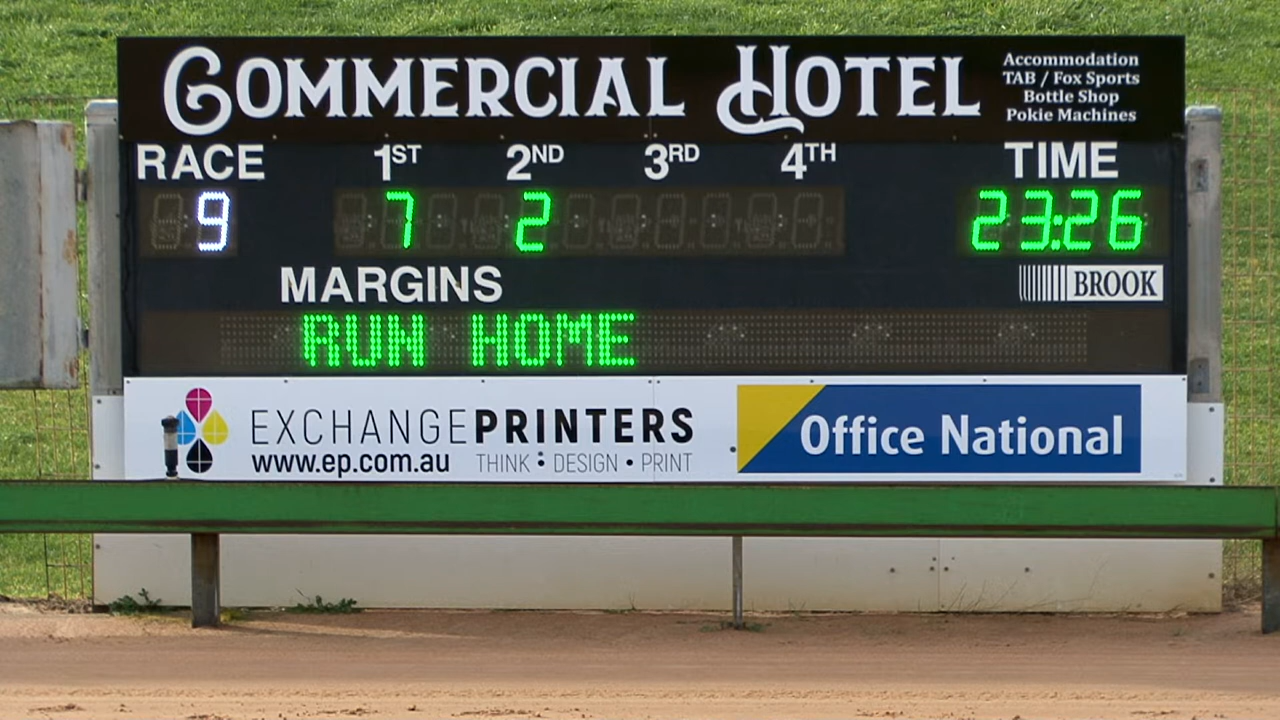 COMMERCIAL HOTEL
Accommodation
TAB / Fox Sports
Bottle Shop
Pokie Machines
RACE 1ST 2ND 3RD 4TH TIME
9 7 2 23:26
MARGINS
BROOK
RUN HOME
EXCHANGEPRINTERS
www.ep.com.au THINK • DESIGN • PRINT
Office National